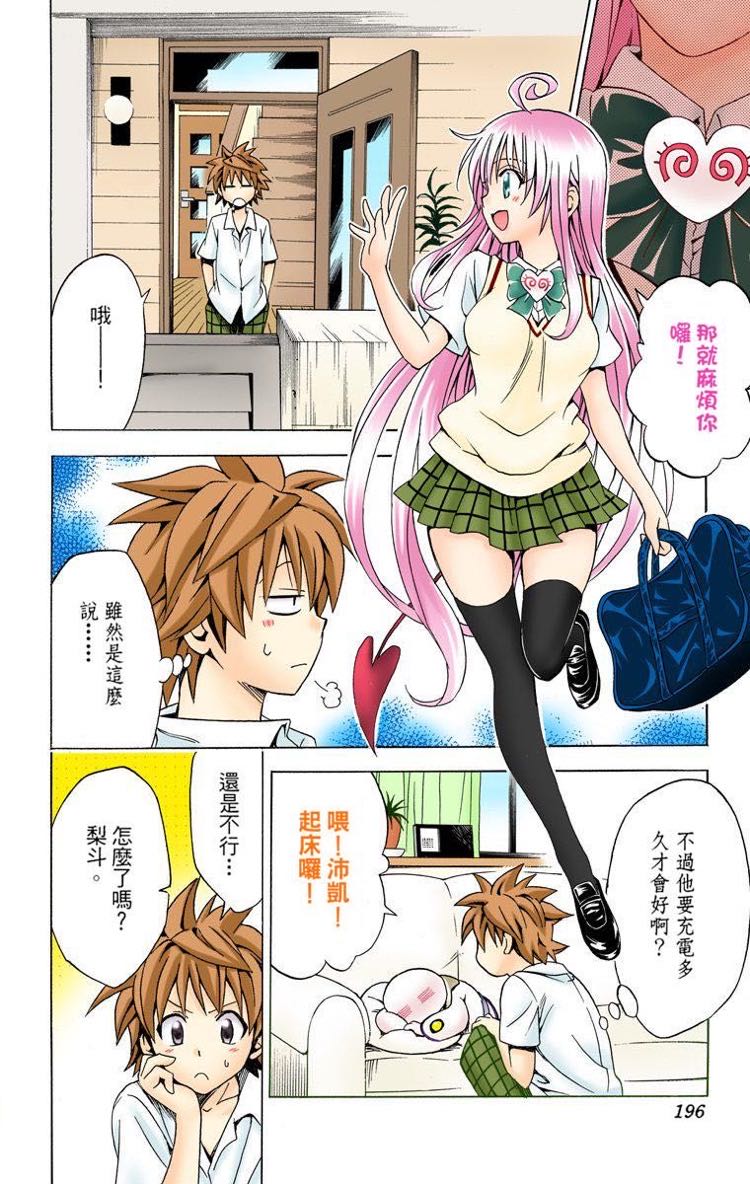 那就麻煩你
囉！
哦——！
雖然是這麼
說……
不過他要充電多
久才會好啊？
喂！沛凱！
起床囉！
還是不行…
怎麼了嗎？
梨斗。
196